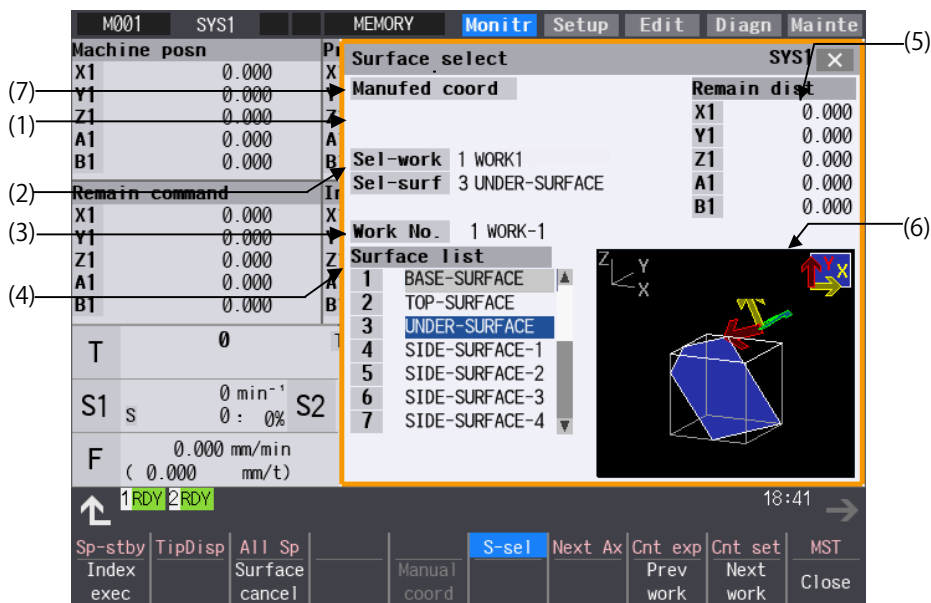 M001 SYS1 MEMORY Monitr Setup Edit Diagn Mainte
Machine posn
X1 0.000
Y1 0.000
Z1 0.000
A1 0.000
B1 0.000
Remain command
X1 0.000
Y1 0.000
Z1 0.000
A1 0.000
B1 0.000
T 0
S1 S 0 min⁻¹ S2
0 : 0%
F 0.000 mm/min
( 0.000 mm/t)
Surface select SYS1
Manufed coord
Remain dist
X1 0.000
Y1 0.000
Z1 0.000
A1 0.000
B1 0.000
Sel-work 1 WORK1
Sel-surf 3 UNDER-SURFACE
Work No. 1 WORK-1
Surface list
1 BASE-SURFACE
2 TOP-SURFACE
3 UNDER-SURFACE
4 SIDE-SURFACE-1
5 SIDE-SURFACE-2
6 SIDE-SURFACE-3
7 SIDE-SURFACE-4
Z Y X
Y X
1 RDY 2 RDY 18:41
Sp-stby TipDisp All Sp S-sel Next Ax Cnt exp Cnt set MST
Index exec Surface cancel Manual coord Prev work Next work Close
(7)
(1)
(2)
(3)
(4)
(5)
(6)